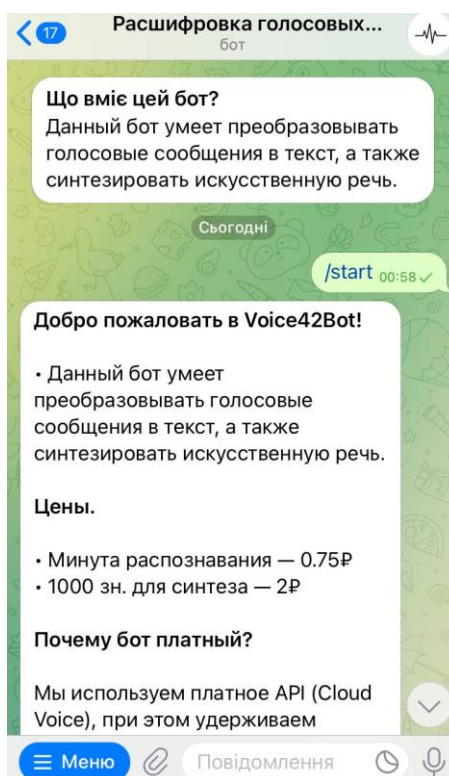 17
Расшифровка голосовых...
бот
Що вміє цей бот?
Данный бот умеет преобразовывать
голосовые сообщения в текст, а также
синтезировать искусственную речь.
Сьогодні
/start 00:58
Добро пожаловать в Voice42Bot!
• Данный бот умеет
преобразовывать голосовые
сообщения в текст, а также
синтезировать искусственную речь.
Цены.
• Минута распознавания — 0.75₽
• 1000 зн. для синтеза — 2₽
Почему бот платный?
Мы используем платное API (Cloud
Voice), при этом удерживаем
Меню
Повідомлення